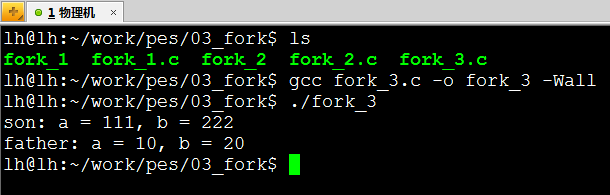 1 物理机 ×
lh@lh:~/work/pes/03_fork$ ls
fork_1 fork_1.c fork_2 fork_2.c fork_3.c
lh@lh:~/work/pes/03_fork$ gcc fork_3.c -o fork_3 -Wall
lh@lh:~/work/pes/03_fork$ ./fork_3
son: a = 111, b = 222
father: a = 10, b = 20
lh@lh:~/work/pes/03_fork$